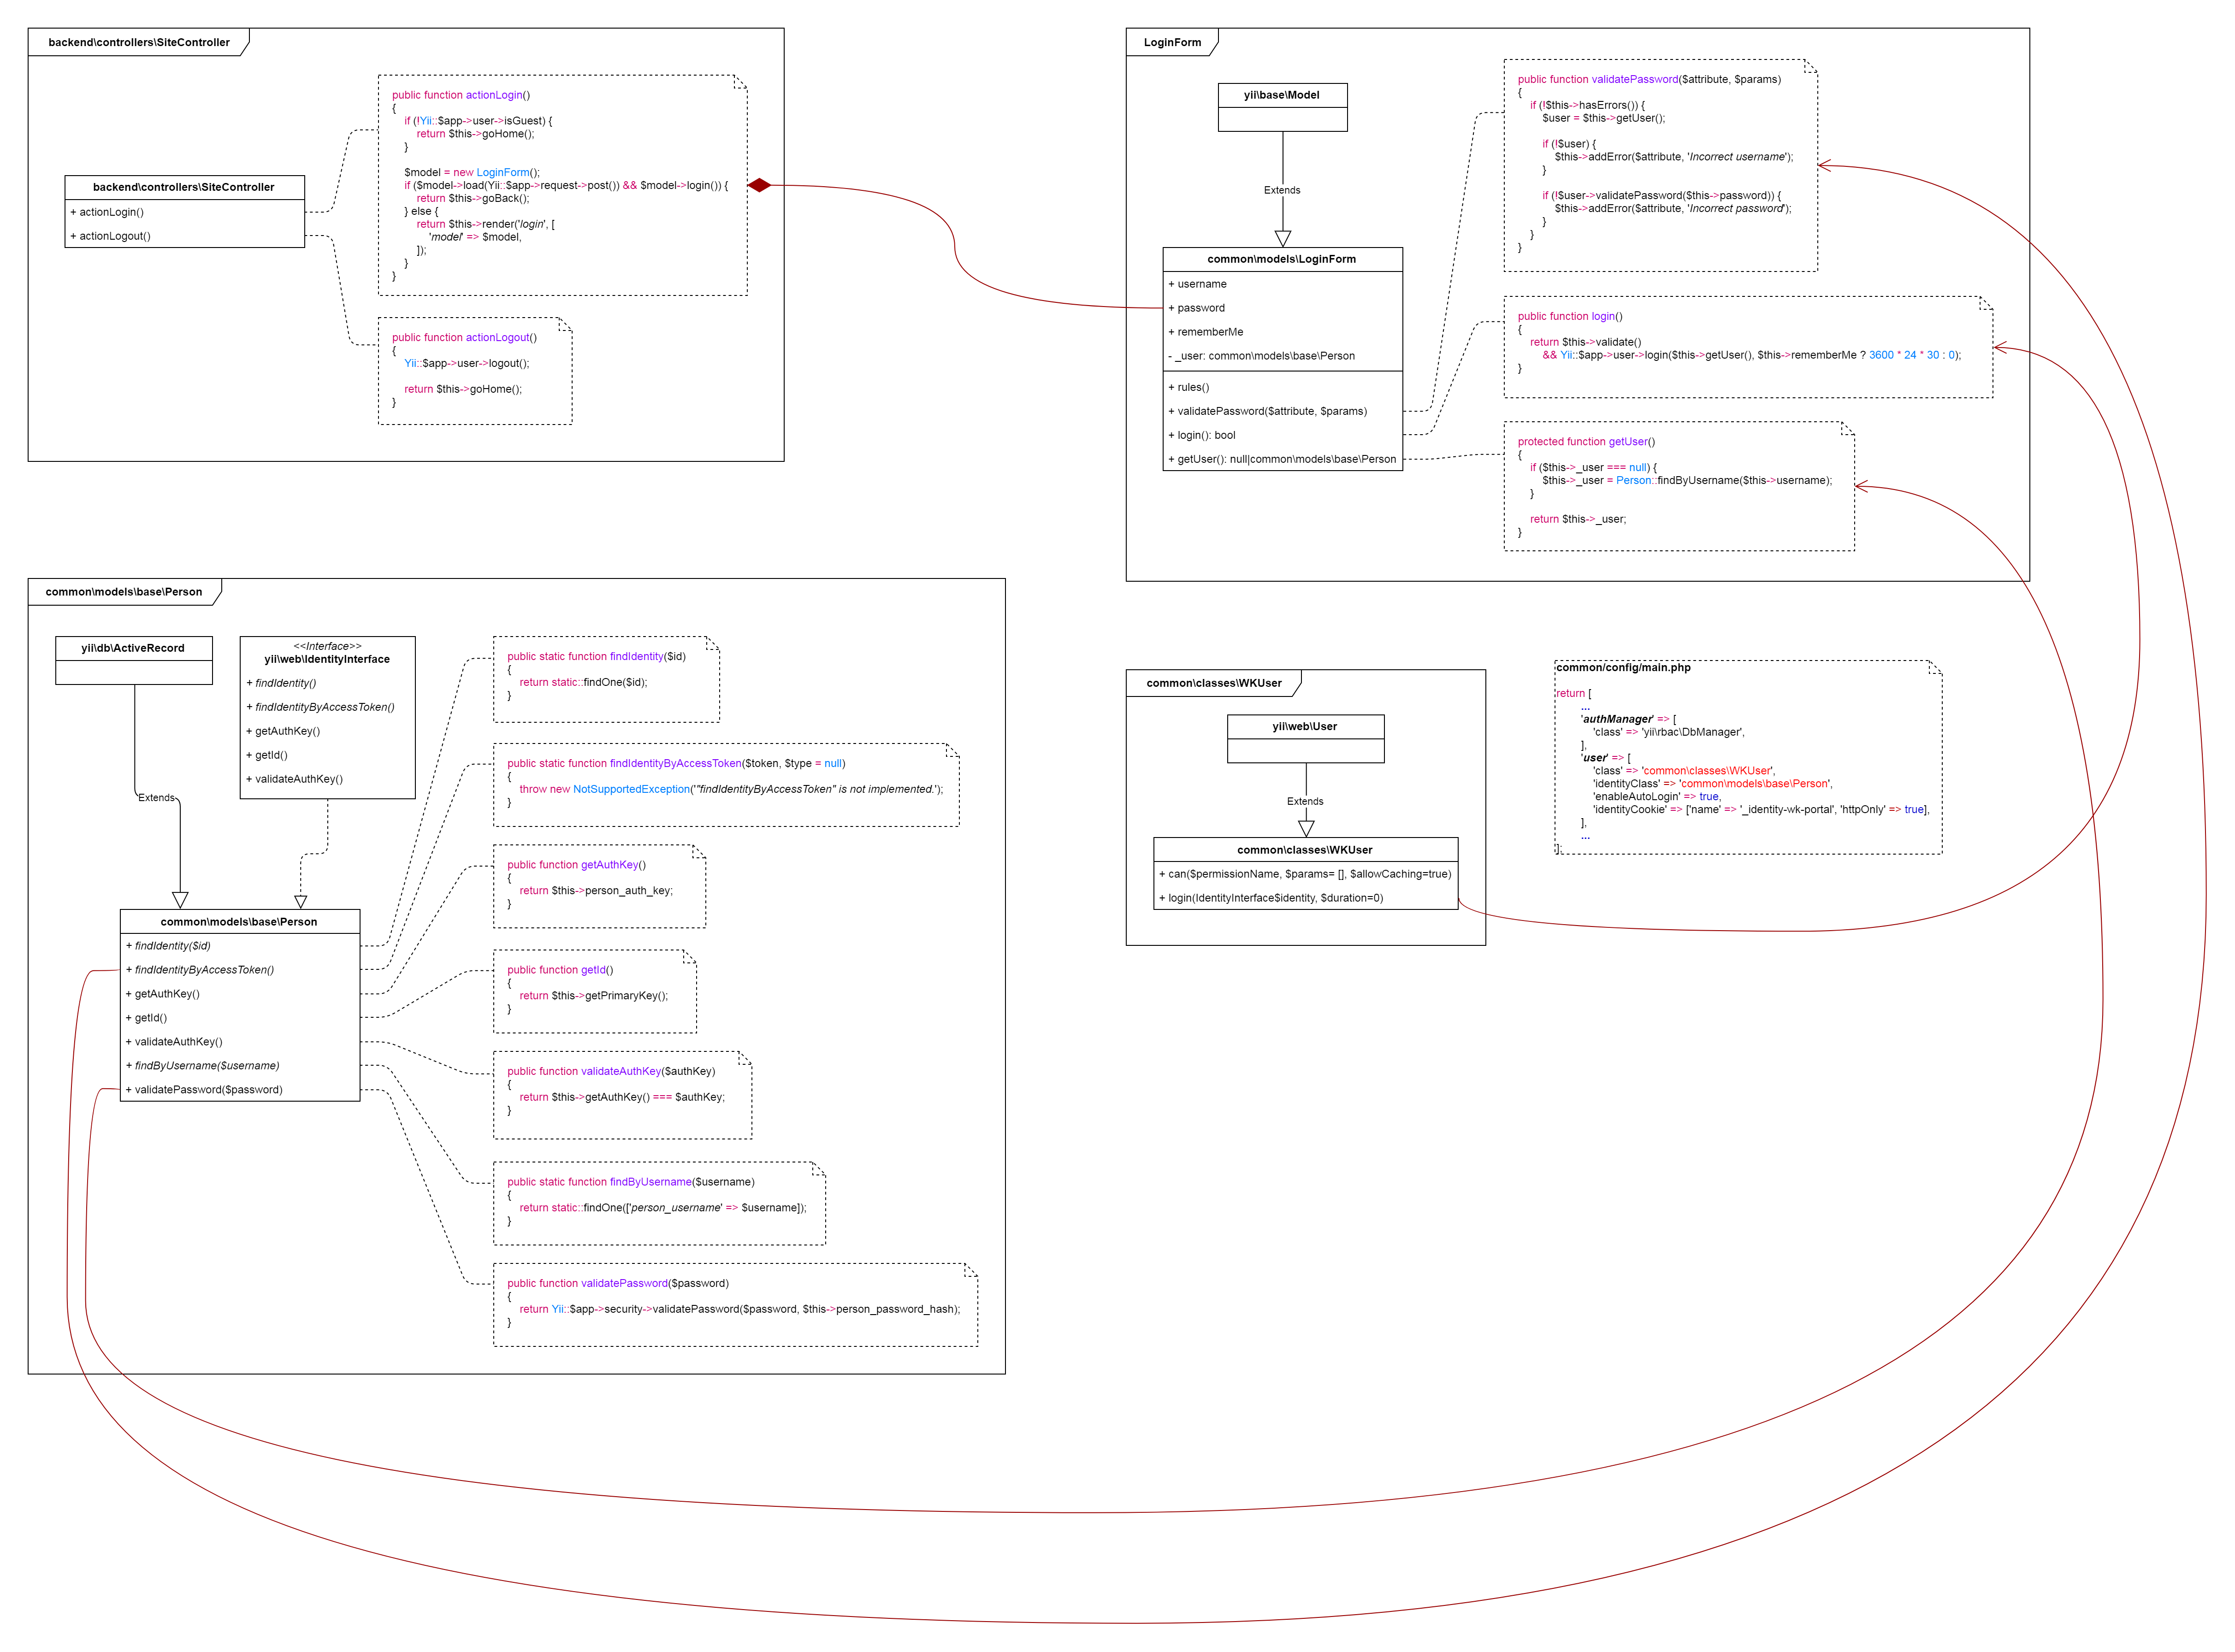 backend\controllers\SiteController
backend\controllers\SiteController
+ actionLogin()
+ actionLogout()
public function actionLogin()
{
if (!Yii::$app->user->isGuest) {
return $this->goHome();
}
$model = new LoginForm();
if ($model->load(Yii::$app->request->post()) && $model->login()) {
return $this->goBack();
} else {
return $this->render('login', [
'model' => $model,
]);
}
}
public function actionLogout()
{
Yii::$app->user->logout();
return $this->goHome();
}
LoginForm
yii\base\Model
Extends
common\models\LoginForm
+ username
+ password
+ rememberMe
- _user: common\models\base\Person
+ rules()
+ validatePassword($attribute, $params)
+ login(): bool
+ getUser(): null|common\models\base\Person
public function validatePassword($attribute, $params)
{
if (!$this->hasErrors()) {
$user = $this->getUser();
if (!$user) {
$this->addError($attribute, 'Incorrect username');
}
if (!$user->validatePassword($this->password)) {
$this->addError($attribute, 'Incorrect password');
}
}
}
public function login()
{
return $this->validate()
&& Yii::$app->user->login($this->getUser(), $this->rememberMe ? 3600 * 24 * 30 : 0);
}
protected function getUser()
{
if ($this->_user === null) {
$this->_user = Person::findByUsername($this->username);
}
return $this->_user;
}
common\models\base\Person
yii\db\ActiveRecord
Extends
<<Interface>>
yii\web\IdentityInterface
+ findIdentity()
+ findIdentityByAccessToken()
+ getAuthKey()
+ getId()
+ validateAuthKey()
common\models\base\Person
+ findIdentity($id)
+ findIdentityByAccessToken()
+ getAuthKey()
+ getId()
+ validateAuthKey()
+ findByUsername($username)
+ validatePassword($password)
public static function findIdentity($id)
{
return static::findOne($id);
}
public static function findIdentityByAccessToken($token, $type = null)
{
throw new NotSupportedException('"findIdentityByAccessToken" is not implemented.');
}
public function getAuthKey()
{
return $this->person_auth_key;
}
public function getId()
{
return $this->getPrimaryKey();
}
public function validateAuthKey($authKey)
{
return $this->getAuthKey() === $authKey;
}
public static function findByUsername($username)
{
return static::findOne(['person_username' => $username]);
}
public function validatePassword($password)
{
return Yii::$app->security->validatePassword($password, $this->person_password_hash);
}
common\classes\WKUser
yii\web\User
Extends
common\classes\WKUser
+ can($permissionName, $params= [], $allowCaching=true)
+ login(IdentityInterface$identity, $duration=0)
common/config/main.php
return [
...
'authManager' => [
'class' => 'yii\rbac\DbManager',
],
'user' => [
'class' => 'common\classes\WKUser',
'identityClass' => 'common\models\base\Person',
'enableAutoLogin' => true,
'identityCookie' => ['name' => '_identity-wk-portal', 'httpOnly' => true],
],
...
];